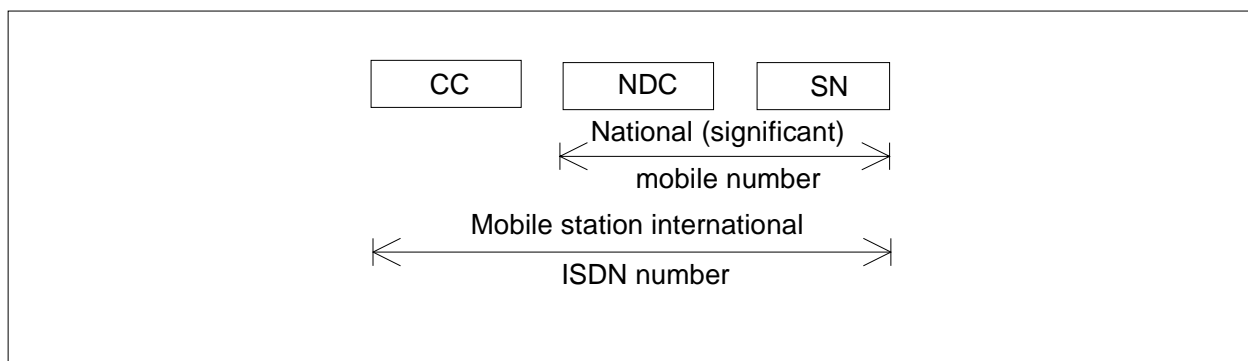 CC NDC SN
National (significant)
mobile number
Mobile station international
ISDN number